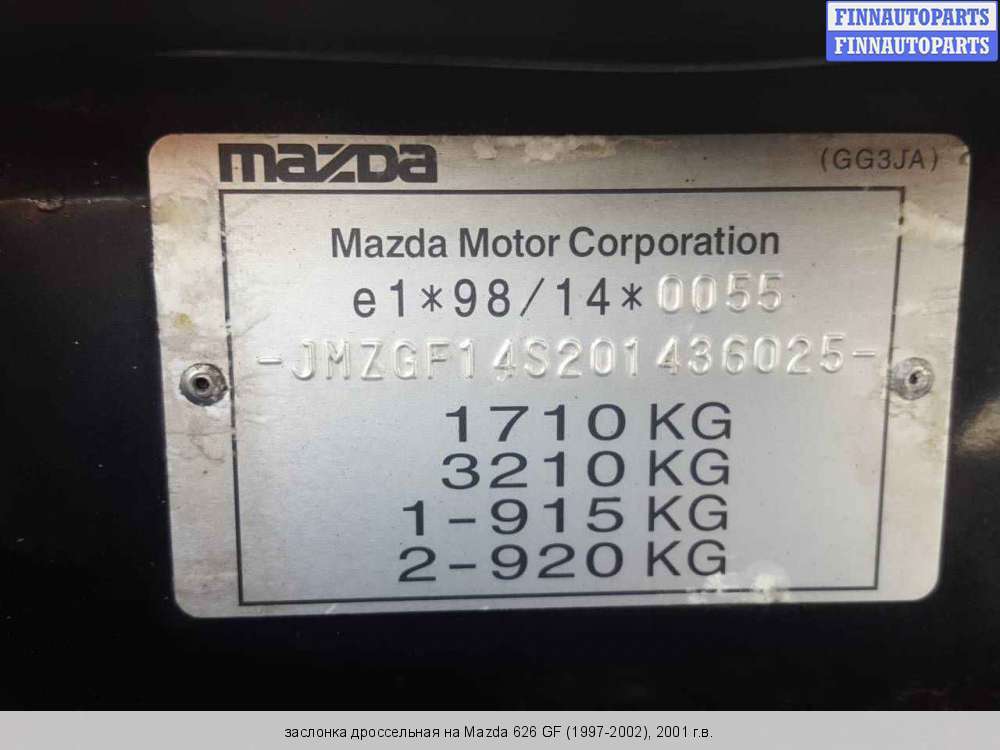 FINNAUTOPARTS
FINNAUTOPARTS
mazda
(GG3JA)
Mazda Motor Corporation
e1*98/14*0055
-JMZGF14S201436025-
1710 KG
3210 KG
1-915 KG
2-920 KG
заслонка дроссельная на Mazda 626 GF (1997-2002), 2001 г.в.